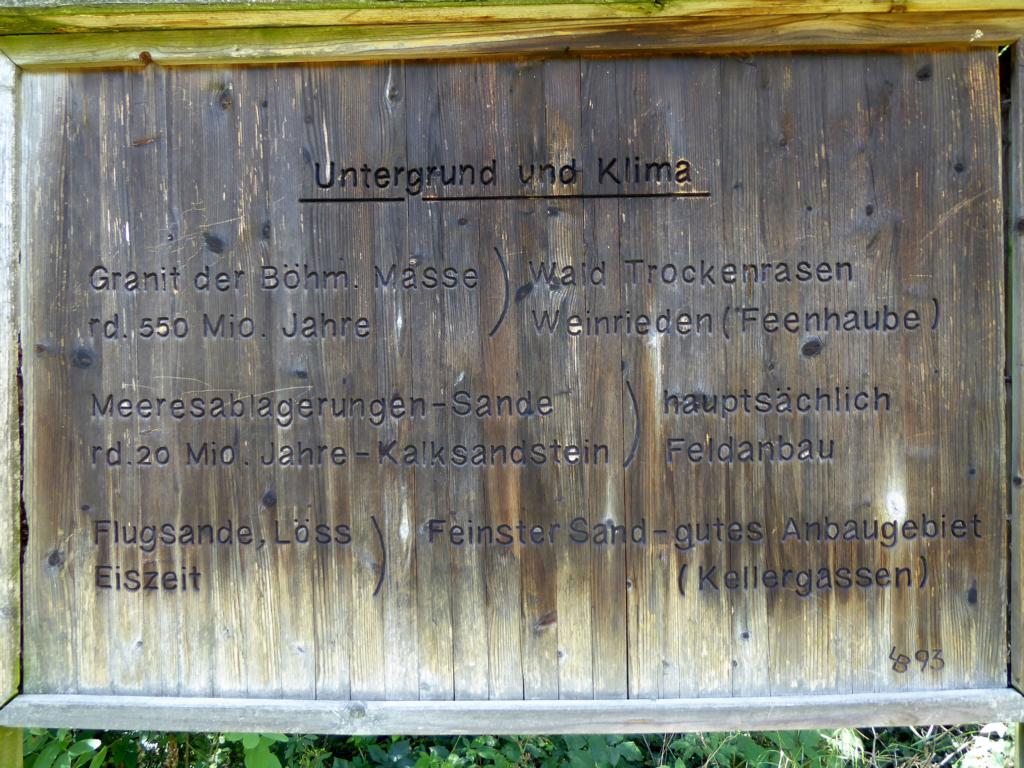 Untergrund und Klima
Granit der Böhm. Masse ) Wald Trockenrasen
rd. 550 Mio. Jahre ) Weinrieden (Feenhaube)
Meeresablagerungen-Sande ) hauptsächlich
rd. 20 Mio. Jahre - Kalksandstein ) Feldanbau
Flugsande, Löss ) Feinster Sand - gutes Anbaugebiet
Eiszeit ) (Kellergassen)
93